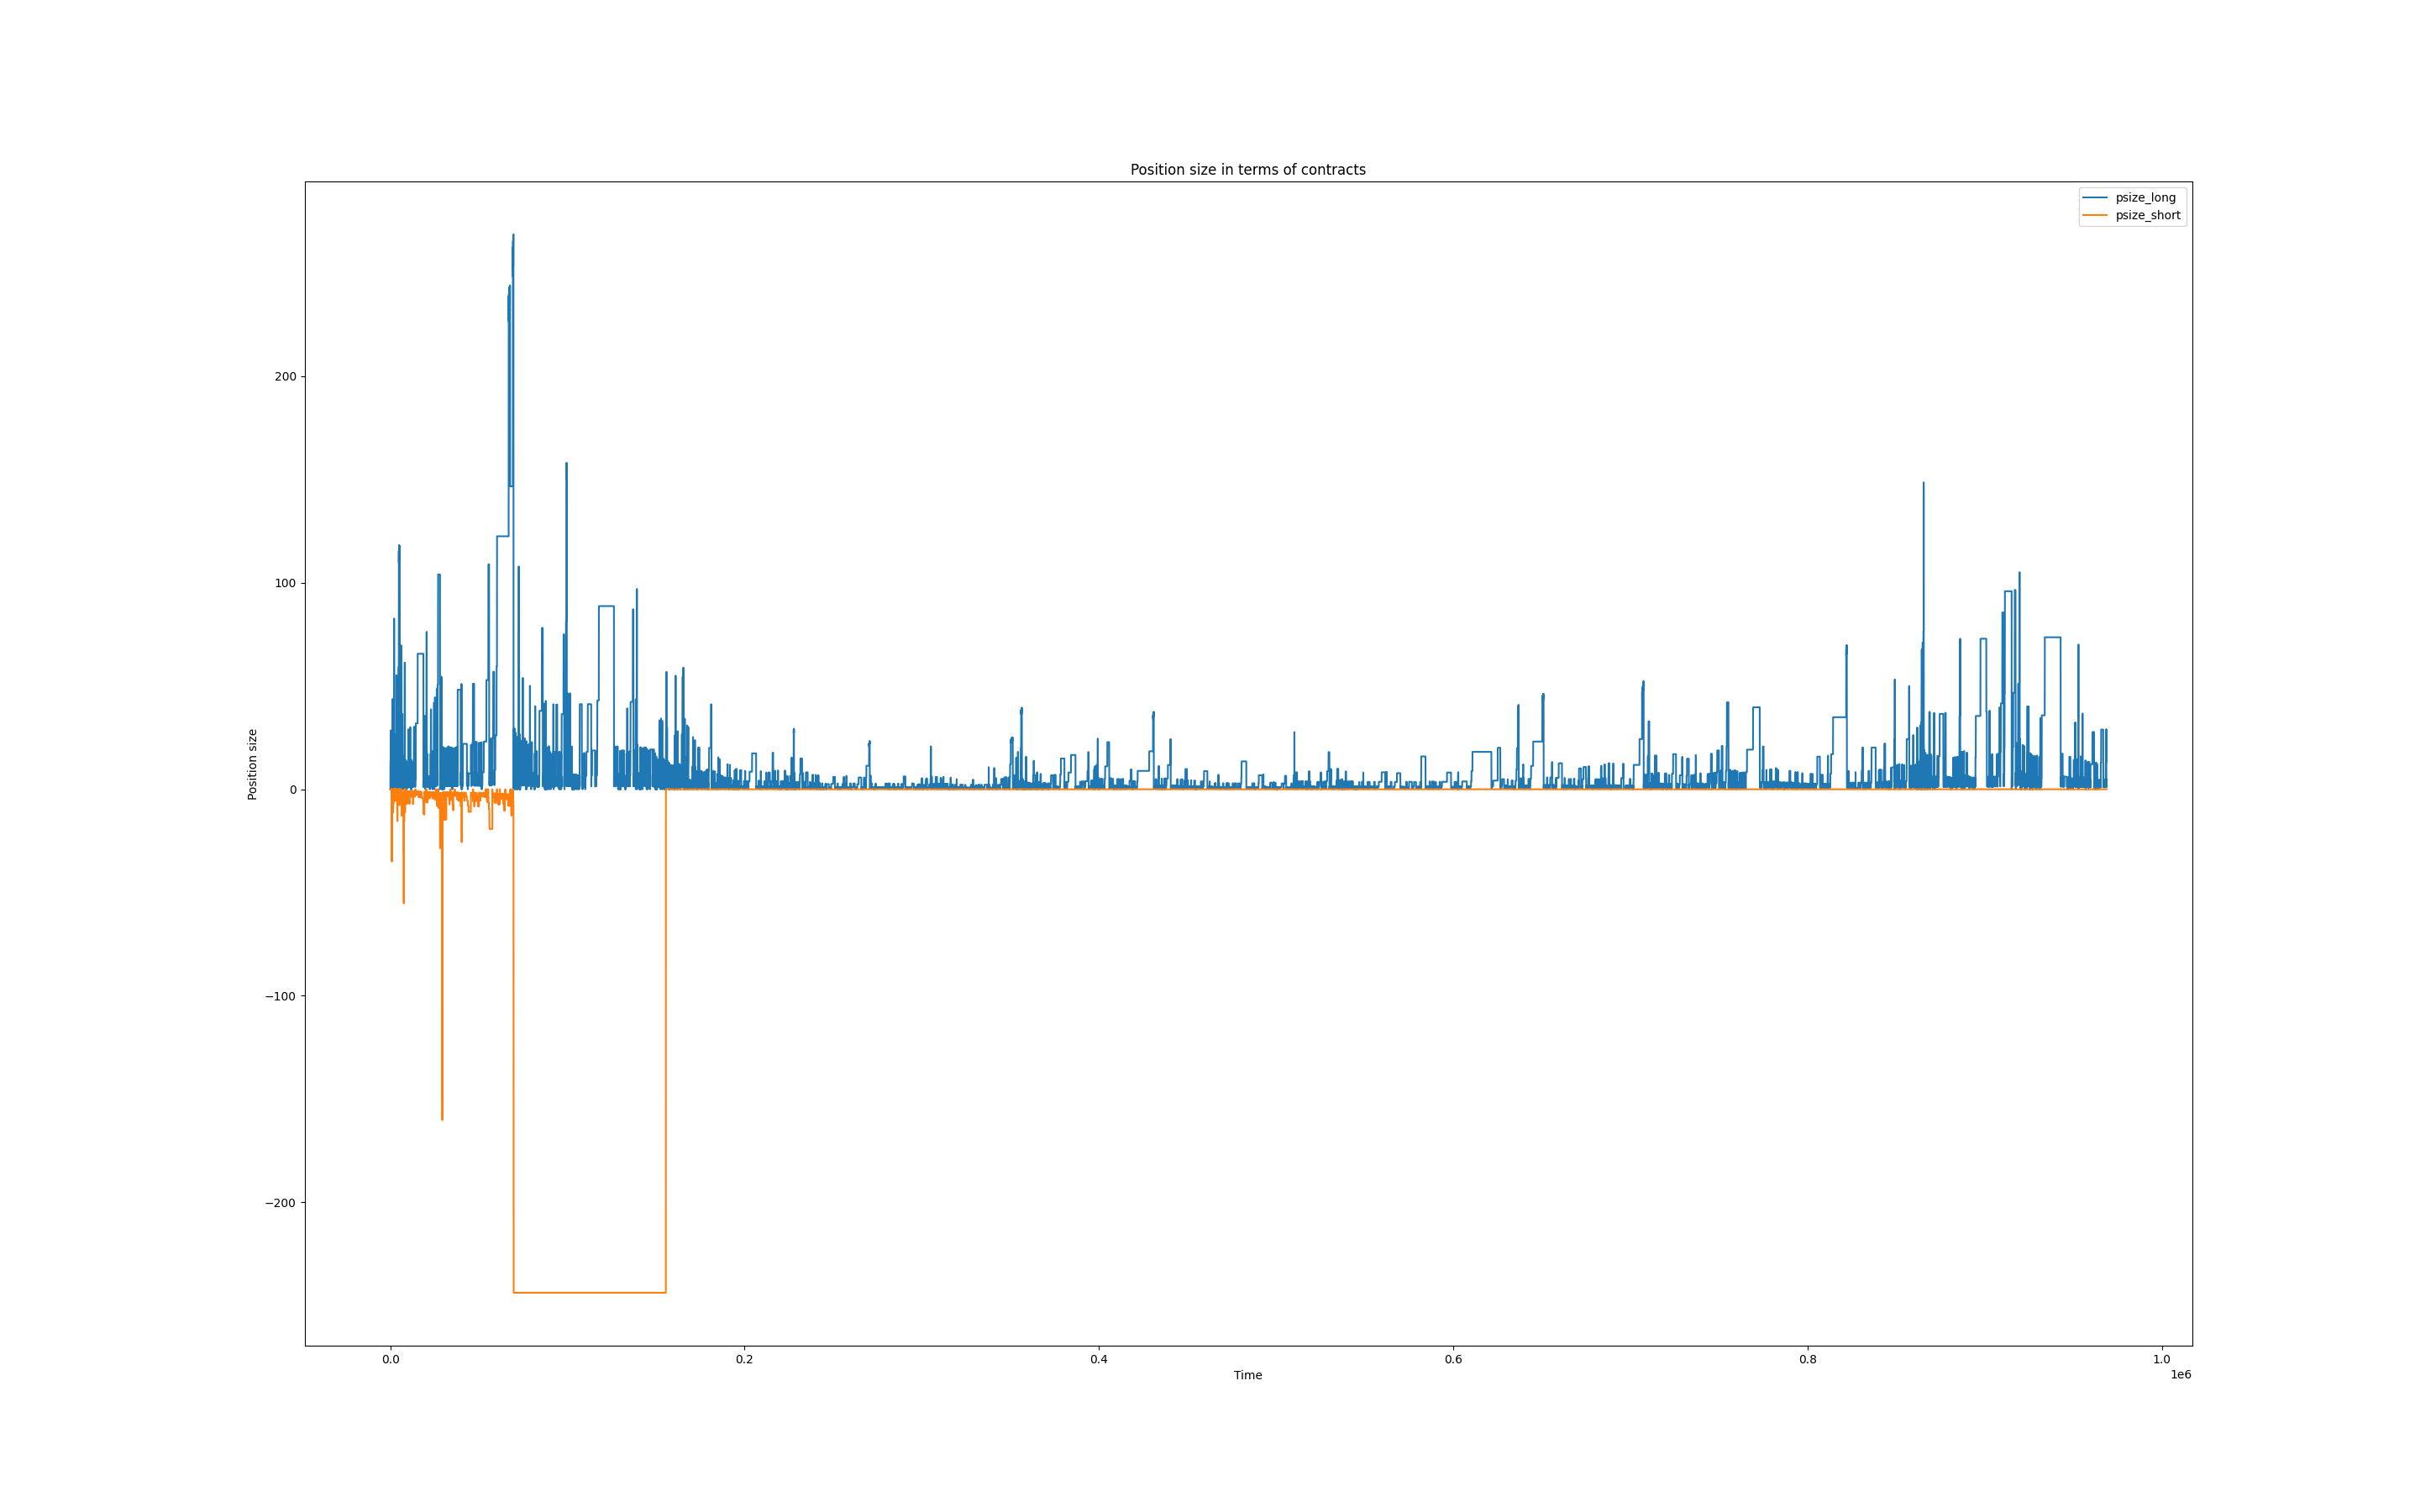 Position size in terms of contracts
psize_long
psize_short
Position size
200
100
0
−100
−200
0.0
0.2
0.4
0.6
0.8
1.0
Time
1e6